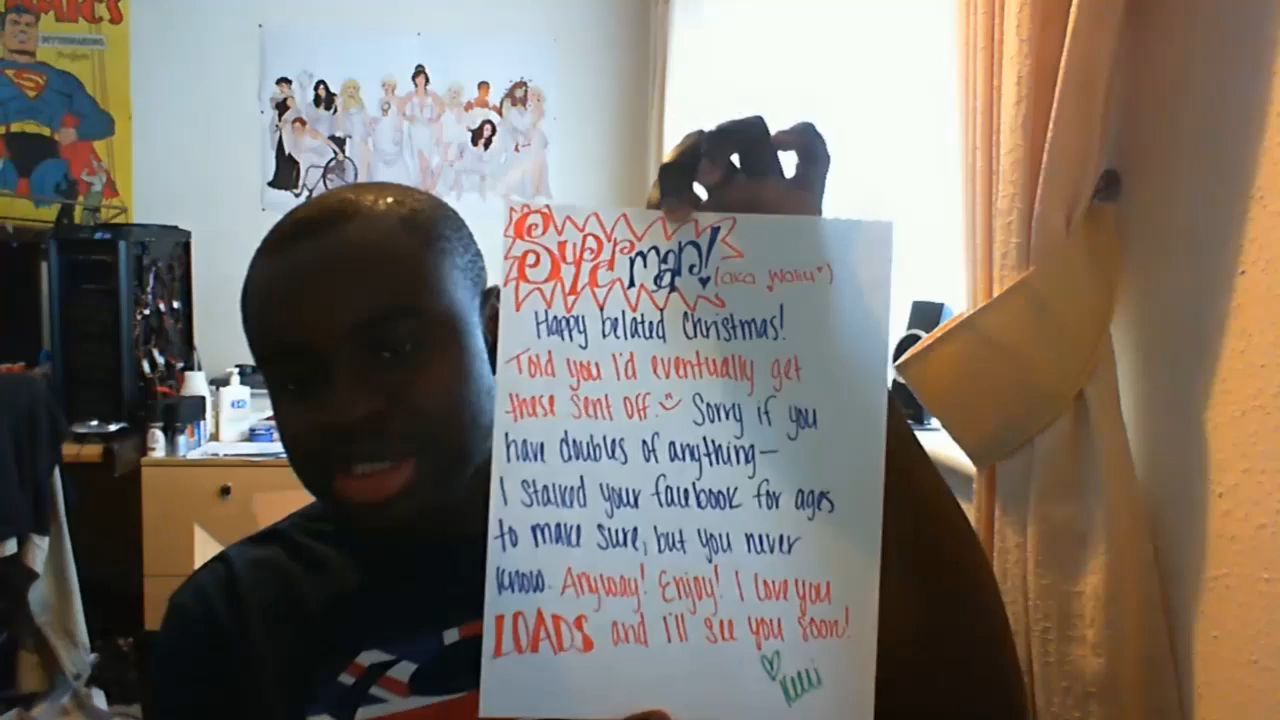 Superman! (aka Waliu*)
Happy belated Christmas!
Told you I'd eventually get
these sent off. Sorry if you
have doubles of anything—
I stalked your facebook for ages
to make sure, but you never
know. Anyway! Enjoy! I love you
LOADS and I'll see you soon!
Kelli